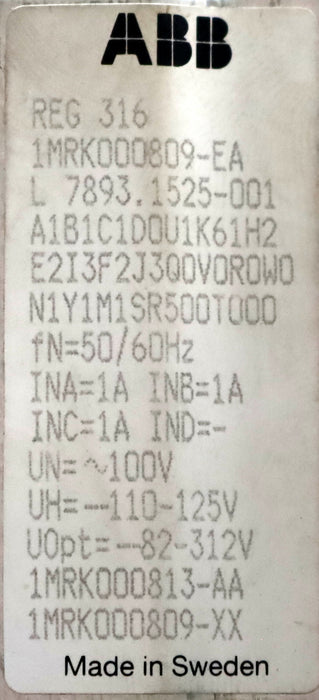 ABB
REG 316
1MRK000809-EA
L 7893.1525-001
A1B1C1D0U1K61H2
E2I3F2J3Q0V0R0W0
N1Y1M1SR500T000
fN=50/60Hz
INA=1A INB=1A
INC=1A IND=-
UN=~100V
UH=--110-125V
UOpt=--82-312V
1MRK000813-AA
1MRK000809-XX
Made in Sweden